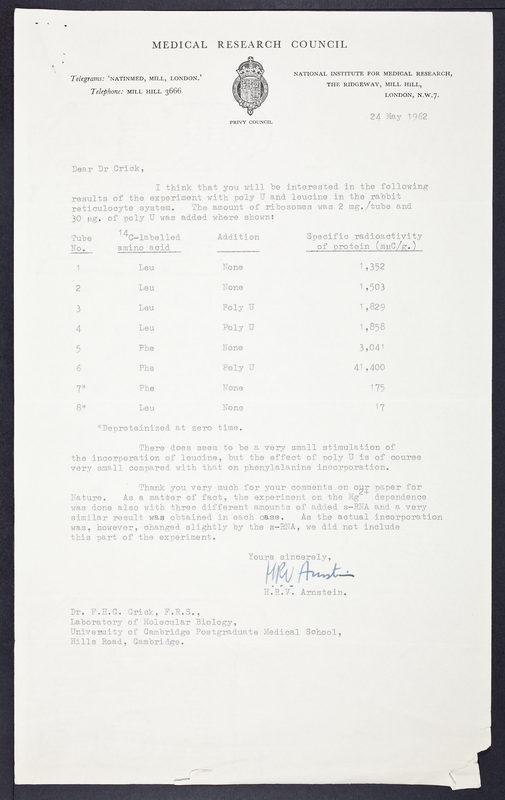 MEDICAL RESEARCH COUNCIL
Telegrams: 'NATINMED, MILL, LONDON.'
Telephone: MILL HILL 3666
PRIVY COUNCIL
NATIONAL INSTITUTE FOR MEDICAL RESEARCH,
THE RIDGEWAY, MILL HILL,
LONDON, N.W.7.
24 May 1962
Dear Dr Crick,
I think that you will be interested in the following
results of the experiment with poly U and leucine in the rabbit
reticulocyte system. The amount of ribosomes was 2 mg./tube and
30 µg. of poly U was added where shown:
Tube No. 14C-labelled amino acid Addition Specific radioactivity of protein (mµC/g.)
1 Leu None 1,352
2 Leu None 1,503
3 Leu Poly U 1,829
4 Leu Poly U 1,858
5 Phe None 3,041
6 Phe Poly U 41,400
7* Phe None 175
8* Leu None 17
*Deproteinized at zero time.
There does seem to be a very small stimulation of
the incorporation of leucine, but the effect of poly U is of course
very small compared with that on phenylalanine incorporation.
Thank you very much for your comments on our paper for
Nature. As a matter of fact, the experiment on the Mg2+ dependence
was done also with three different amounts of added s-RNA and a very
similar result was obtained in each case. As the actual incorporation
was, however, changed slightly by the s-RNA, we did not include
this part of the experiment.
Yours sincerely,
HRV Arnstein
H.R.V. Arnstein.
Dr. F.H.C. Crick, F.R.S.,
Laboratory of Molecular Biology,
University of Cambridge Postgraduate Medical School,
Hills Road, Cambridge.